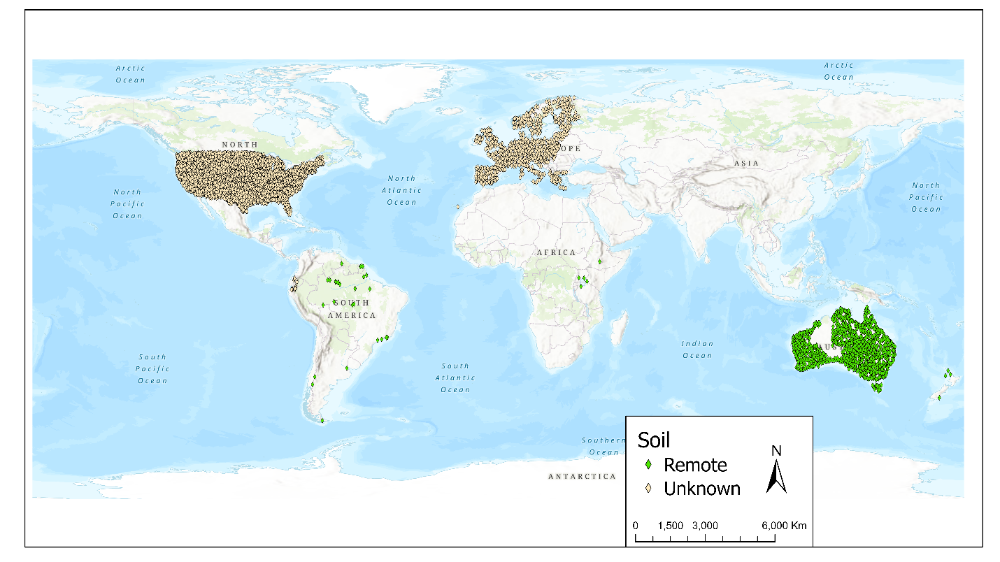 Arctic
Ocean
Arctic
Ocean
NORTH
OPE
ASIA
North
Atlantic
Ocean
North
Pacific
Ocean
North
Pacific
Ocean
AFRICA
SOUTH
AMERICA
Indian
Ocean
AUS
South
Pacific
Ocean
South
Atlantic
Ocean
Southern
Ocean
ANTARCTICA
Soil
N
Remote
Unknown
0 1,500 3,000 6,000 Km